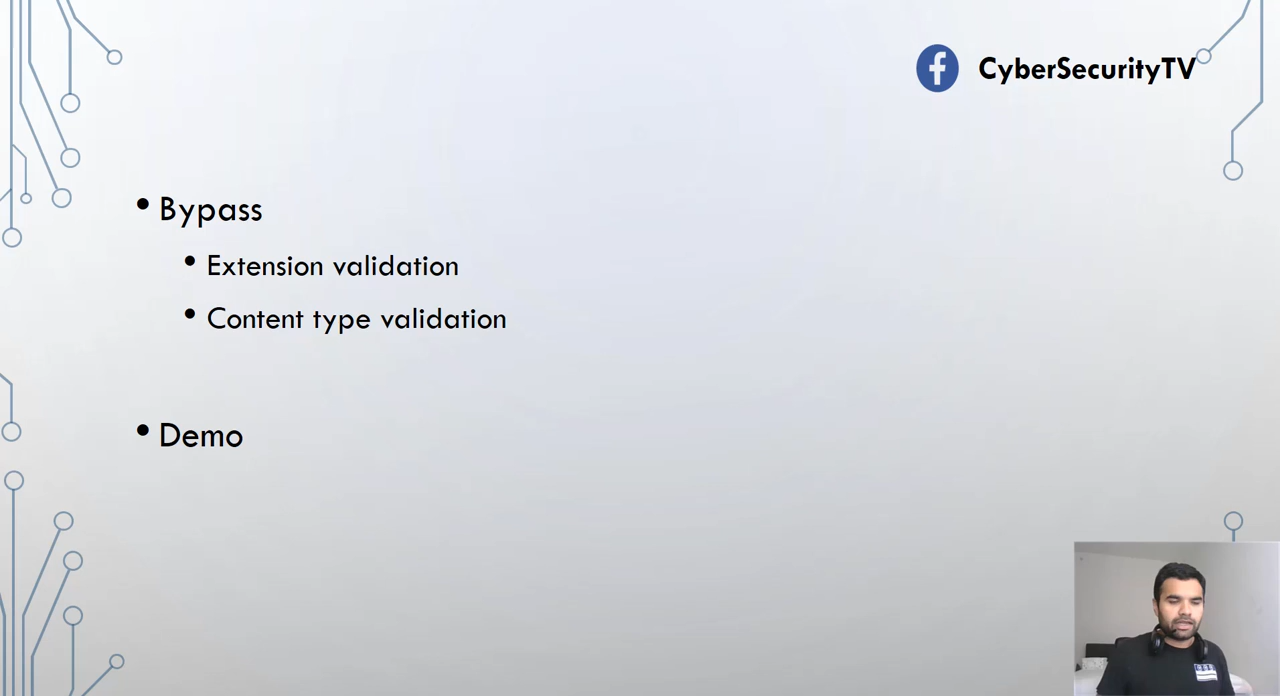 CyberSecurityTV
• Bypass
• Extension validation
• Content type validation
• Demo